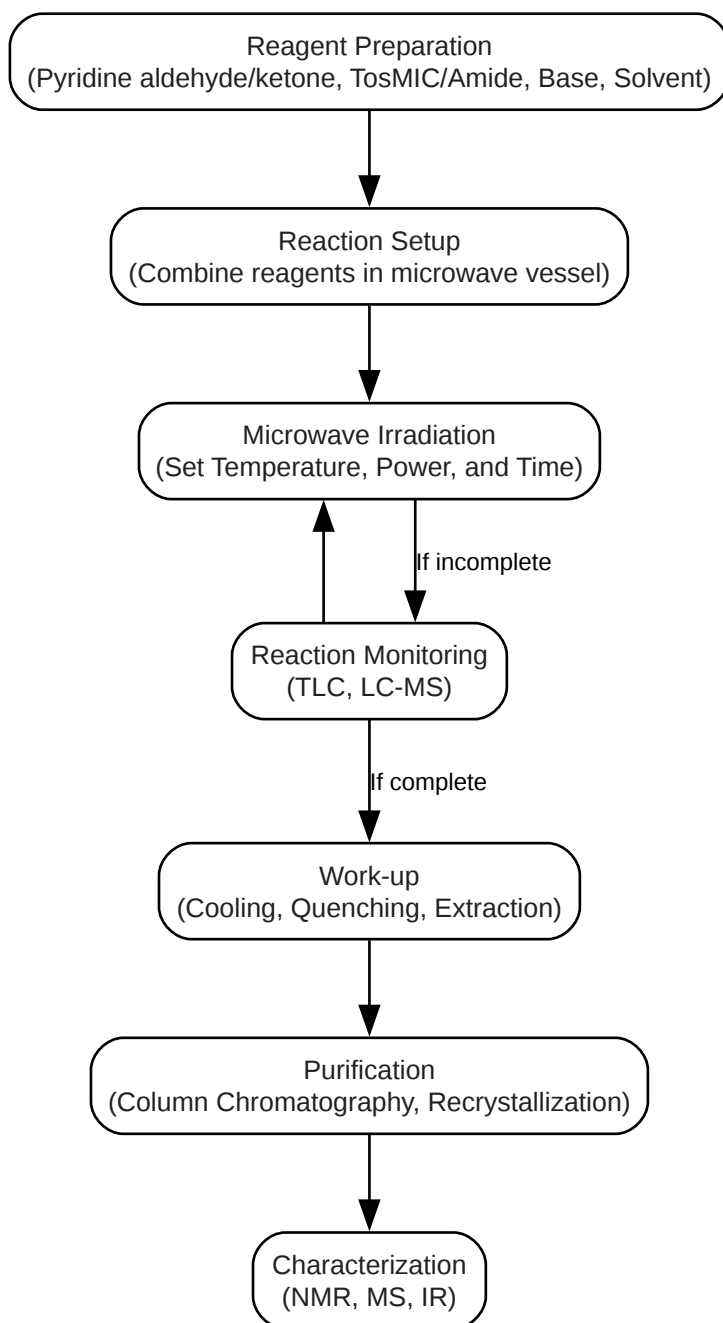 Reagent Preparation
(Pyridine aldehyde/ketone, TosMIC/Amide, Base, Solvent)
Reaction Setup
(Combine reagents in microwave vessel)
Microwave Irradiation
(Set Temperature, Power, and Time)
If incomplete
Reaction Monitoring
(TLC, LC-MS)
If complete
Work-up
(Cooling, Quenching, Extraction)
Purification
(Column Chromatography, Recrystallization)
Characterization
(NMR, MS, IR)